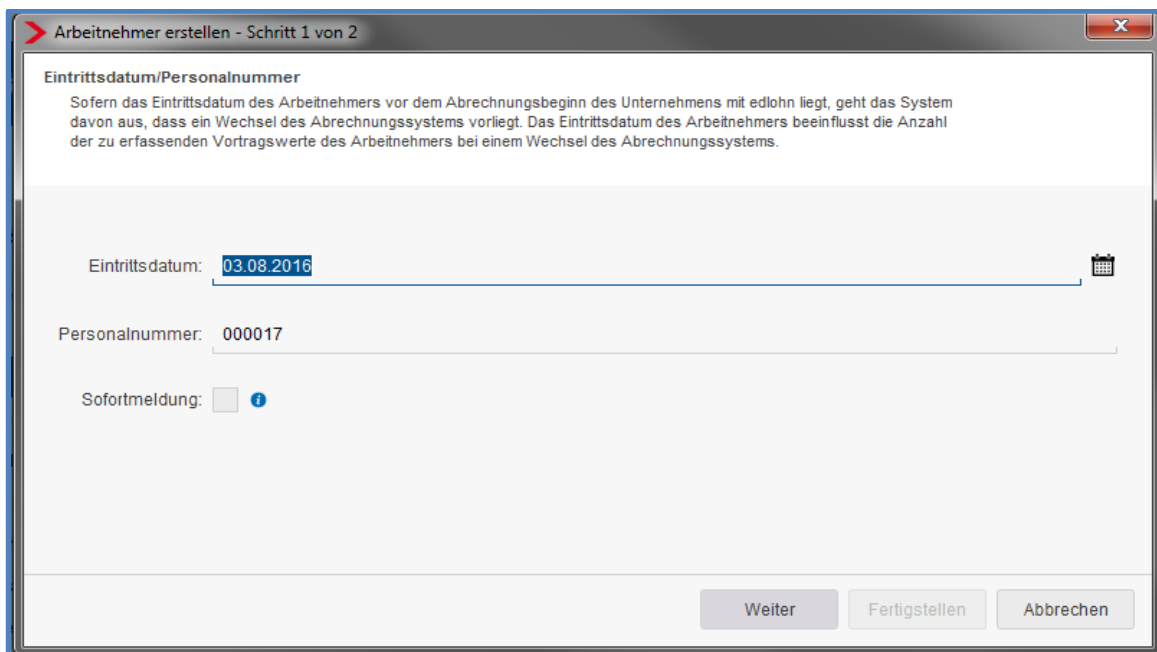 Arbeitnehmer erstellen - Schritt 1 von 2
Eintrittsdatum/Personalnummer
Sofern das Eintrittsdatum des Arbeitnehmers vor dem Abrechnungsbeginn des Unternehmens mit edlohn liegt, geht das System
davon aus, dass ein Wechsel des Abrechnungssystems vorliegt. Das Eintrittsdatum des Arbeitnehmers beeinflusst die Anzahl
der zu erfassenden Vortragswerte des Arbeitnehmers bei einem Wechsel des Abrechnungssystems.
Eintrittsdatum: 03.08.2016
Personalnummer: 000017
Sofortmeldung:
Weiter Fertigstellen Abbrechen